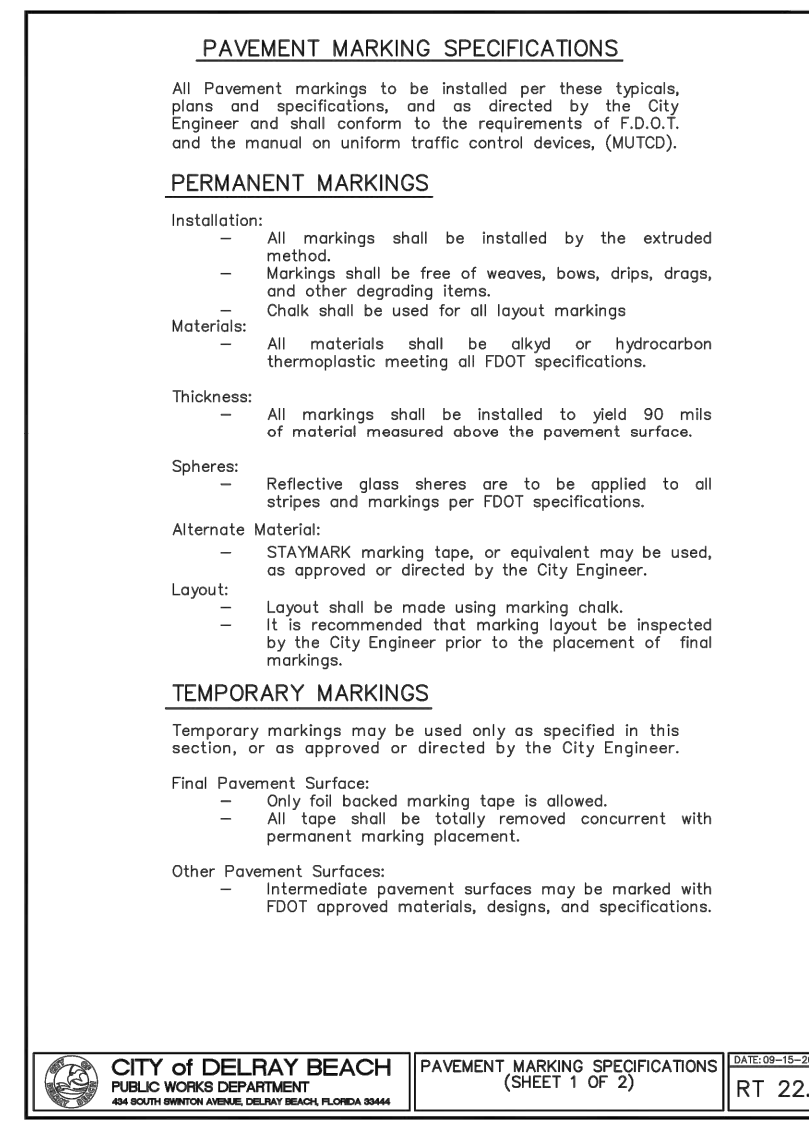 PAVEMENT MARKING SPECIFICATIONS
All Pavement markings to be installed per these typicals,
plans and specifications, and as directed by the City
Engineer and shall conform to the requirements of F.D.O.T.
and the manual on uniform traffic control devices, (MUTCD).
PERMANENT MARKINGS
Installation:
— All markings shall be installed by the extruded
method.
— Markings shall be free of weaves, bows, drips, drags,
and other degrading items.
— Chalk shall be used for all layout markings
Materials:
— All materials shall be alkyd or hydrocarbon
thermoplastic meeting all FDOT specifications.
Thickness:
— All markings shall be installed to yield 90 mils
of material measured above the pavement surface.
Spheres:
— Reflective glass sheres are to be applied to all
stripes and markings per FDOT specifications.
Alternate Material:
— STAYMARK marking tape, or equivalent may be used,
as approved or directed by the City Engineer.
Layout:
— Layout shall be made using marking chalk.
— It is recommended that marking layout be inspected
by the City Engineer prior to the placement of final
markings.
TEMPORARY MARKINGS
Temporary markings may be used only as specified in this
section, or as approved or directed by the City Engineer.
Final Pavement Surface:
— Only foil backed marking tape is allowed.
— All tape shall be totally removed concurrent with
permanent marking placement.
Other Pavement Surfaces:
— Intermediate pavement surfaces may be marked with
FDOT approved materials, designs, and specifications.
CITY of DELRAY BEACH
PUBLIC WORKS DEPARTMENT
434 SOUTH SWINTON AVENUE, DELRAY BEACH, FLORIDA 33444
CITY OF
DELRAY BEACH
PAVEMENT MARKING SPECIFICATIONS
(SHEET 1 OF 2)
DATE: 09-15-20
RT 22.